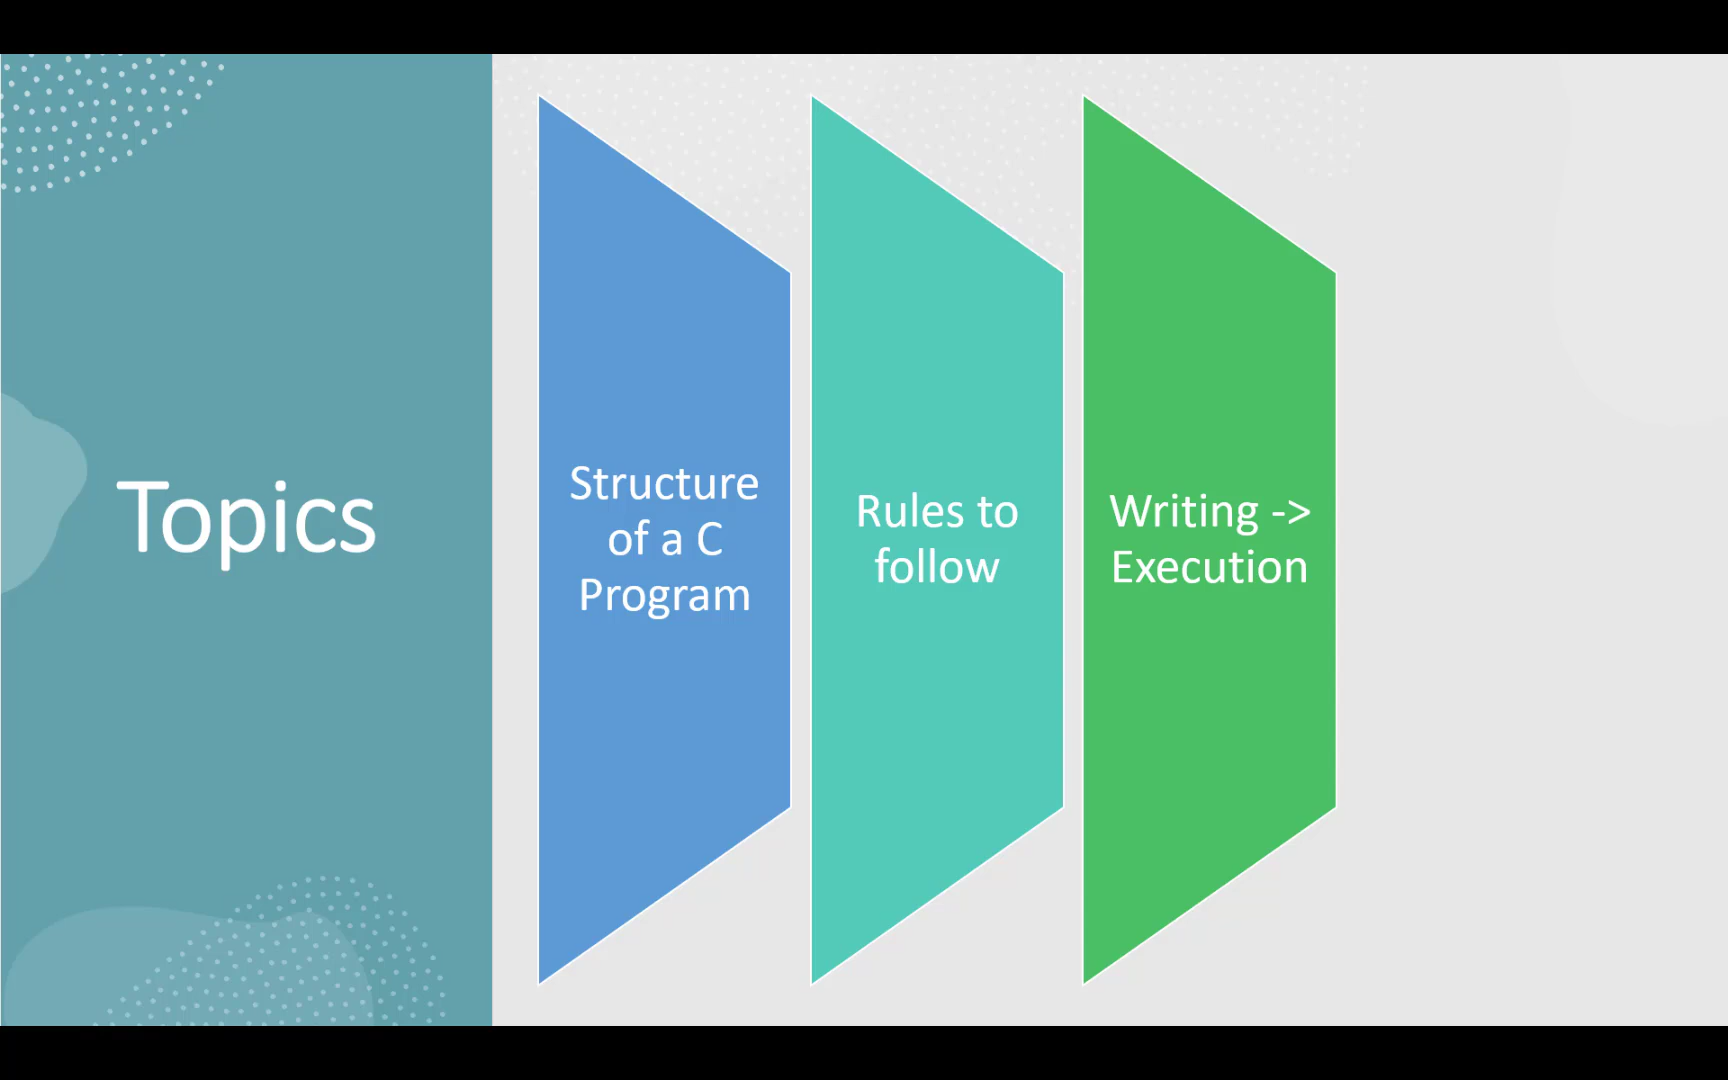 Topics
Structure
of a C
Program
Rules to
follow
Writing ->
Execution